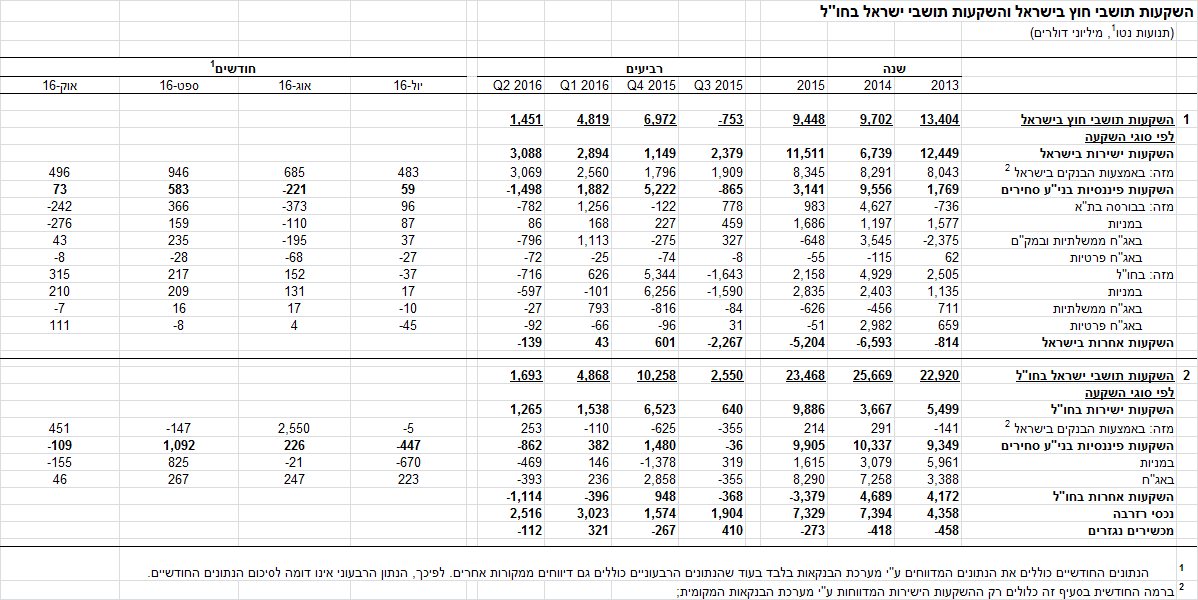 השקעות תושבי חוץ בישראל והשקעות תושבי ישראל בחו"ל
(תנועות נטו¹, מיליוני דולרים)
שנה רביעים חודשים¹
2013 2014 2015 Q3 2015 Q4 2015 Q1 2016 Q2 2016 יול-16 אוג-16 ספט-16 אוק-16
1 השקעות תושבי חוץ בישראל 13,404 9,702 9,448 -753 6,972 4,819 1,451
לפי סוגי השקעה
השקעות ישירות בישראל 12,449 6,739 11,511 2,379 1,149 2,894 3,088
מזה: באמצעות הבנקים בישראל ² 8,043 8,291 8,345 1,909 1,796 2,560 3,069 483 685 946 496
השקעות פיננסיות בני"ע סחירים 1,769 9,556 3,141 -865 5,222 1,882 -1,498 59 -221 583 73
מזה: בבורסה בת"א -736 4,627 983 778 -122 1,256 -782 96 -373 366 -242
במניות 1,577 1,197 1,686 459 227 168 86 87 -110 159 -276
באג"ח ממשלתיות ובמק"ם -2,375 3,545 -648 327 -275 1,113 -796 37 -195 235 43
באג"ח פרטיות 62 -115 -55 -8 -74 -25 -72 -27 -68 -28 -8
מזה: בחו"ל 2,505 4,929 2,158 -1,643 5,344 626 -716 -37 152 217 315
במניות 1,135 2,403 2,835 -1,590 6,256 -101 -597 17 131 209 210
באג"ח ממשלתיות 711 -456 -626 -84 -816 793 -27 -10 17 16 -7
באג"ח פרטיות 659 2,982 -51 31 -96 -66 -92 -45 4 -8 111
השקעות אחרות בישראל -814 -6,593 -5,204 -2,267 601 43 -139
2 השקעות תושבי ישראל בחו"ל 22,920 25,669 23,468 2,550 10,258 4,868 1,693
לפי סוגי השקעה
השקעות ישירות בחו"ל 5,499 3,667 9,886 640 6,523 1,538 1,265
מזה: באמצעות הבנקים בישראל ² -141 291 214 -355 -625 -110 253 -5 2,550 -147 451
השקעות פיננסיות בני"ע סחירים 9,349 10,337 9,905 -36 1,480 382 -862 -447 226 1,092 -109
במניות 5,961 3,079 1,615 319 -1,378 146 -469 -670 -21 825 -155
באג"ח 3,388 7,258 8,290 -355 2,858 236 -393 223 247 267 46
השקעות אחרות בחו"ל 4,172 4,689 -3,379 -368 948 -396 -1,114
נכסי רזרבה 4,358 7,394 7,329 1,904 1,574 3,023 2,516
מכשירים נגזרים -458 -418 -273 410 -267 321 -112
¹ הנתונים החודשיים כוללים את הנתונים המדווחים ע"י מערכת הבנקאות בלבד בעוד שהנתונים הרבעוניים כוללים גם דיווחים ממקורות אחרים. לפיכך, הנתון הרבעוני אינו דומה לסיכום הנתונים החודשיים.
² ברמה החודשית בסעיף זה כלולים רק ההשקעות הישירות המדווחות ע"י מערכת הבנקאות המקומית;